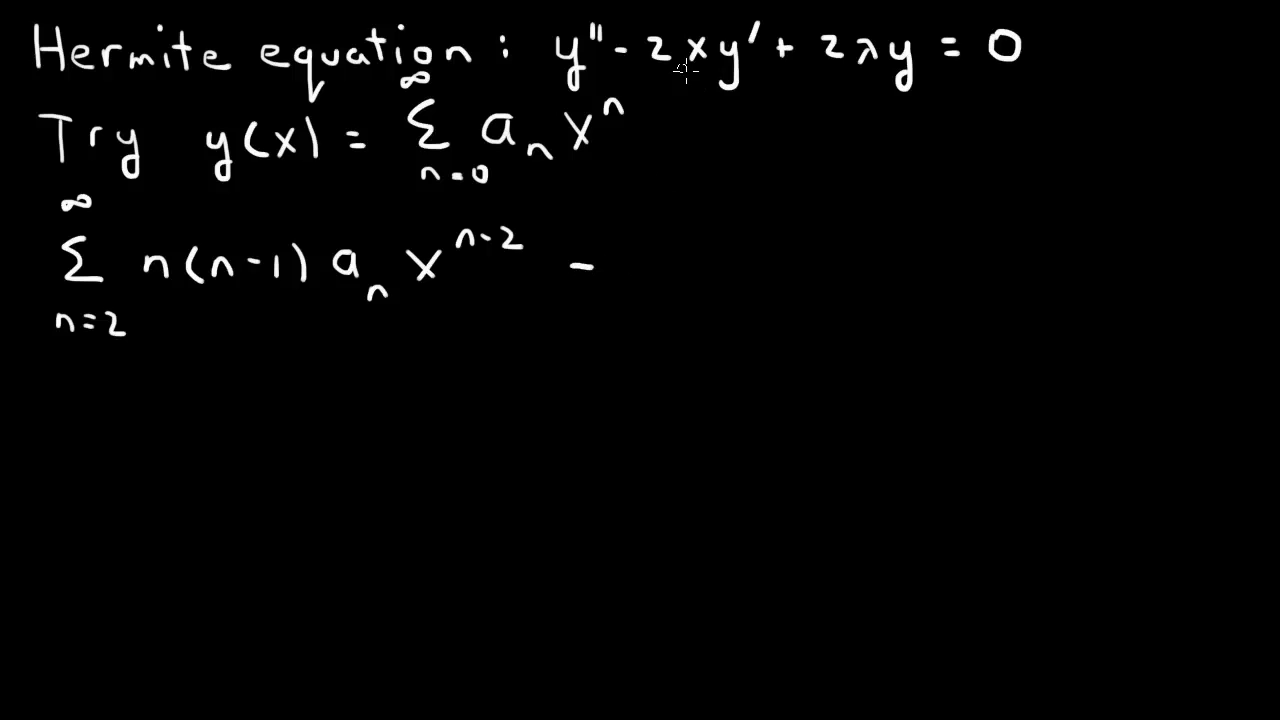 Hermite equation: y'' - 2xy' + 2λy = 0
Try y(x) = ∑_{n=0}^{∞} a_n x^n
∑_{n=2}^{∞} n(n-1) a_n x^{n-2} -